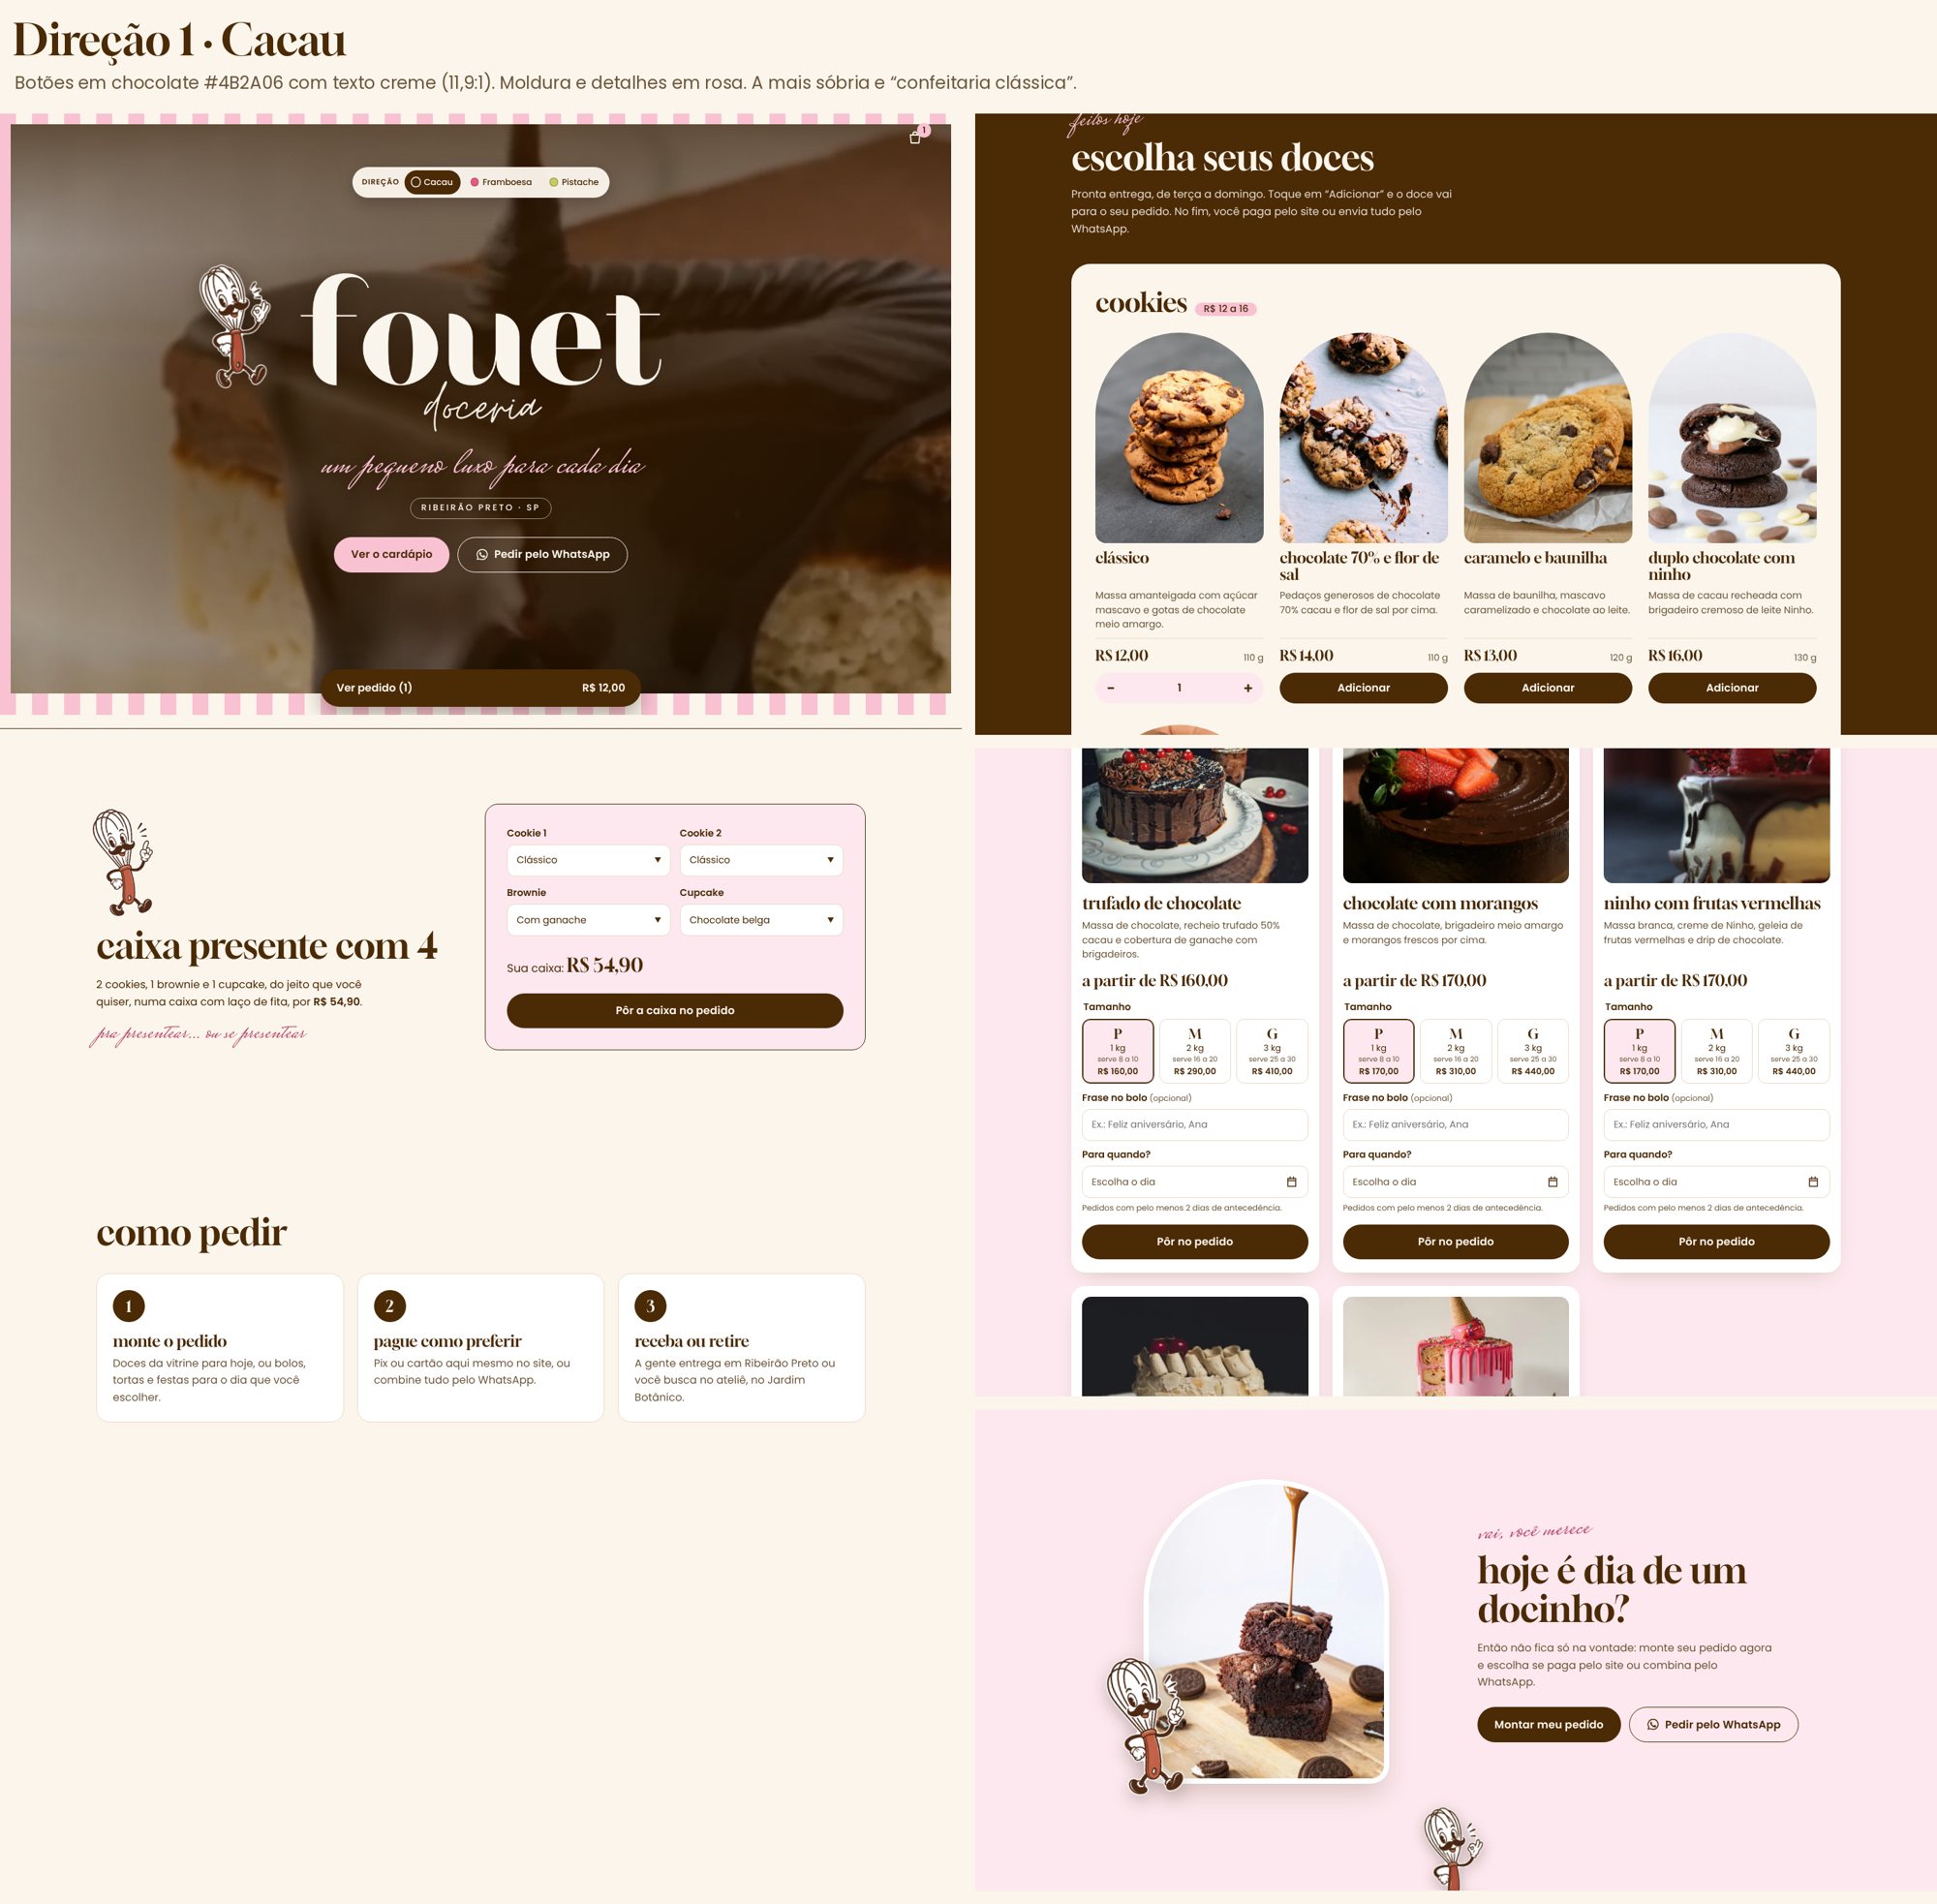 Direção 1 · Cacau
Botões em chocolate #4B2A06 com texto creme (11,9:1). Moldura e detalhes em rosa. A mais sóbria e “confeitaria clássica”.
1
DIREÇÃO Cacau Framboesa Pistache
fouet
doceria
um pequeno luxo para cada dia
RIBEIRÃO PRETO · SP
Ver o cardápio Pedir pelo WhatsApp
Ver pedido (1) R$ 12,00
feitos hoje
escolha seus doces
Pronta entrega, de terça a domingo. Toque em “Adicionar” e o doce vai
para o seu pedido. No fim, você paga pelo site ou envia tudo pelo
WhatsApp.
cookies R$ 12 a 16
clássico
Massa amanteigada com açúcar
mascavo e gotas de chocolate
meio amargo.
R$ 12,00 110 g
− 1 +
chocolate 70% e flor de
sal
Pedaços generosos de chocolate
70% cacau e flor de sal por cima.
R$ 14,00 110 g
Adicionar
caramelo e baunilha
Massa de baunilha, mascavo
caramelizado e chocolate ao leite.
R$ 13,00 120 g
Adicionar
duplo chocolate com
ninho
Massa de cacau recheada com
brigadeiro cremoso de leite Ninho.
R$ 16,00 130 g
Adicionar
caixa presente com 4
2 cookies, 1 brownie e 1 cupcake, do jeito que você
quiser, numa caixa com laço de fita, por R$ 54,90.
pra presentear... ou se presentear
Cookie 1 Cookie 2
Clássico Clássico
Brownie Cupcake
Com ganache Chocolate belga
Sua caixa: R$ 54,90
Pôr a caixa no pedido
como pedir
1
monte o pedido
Doces da vitrine para hoje, ou bolos,
tortas e festas para o dia que você
escolher.
2
pague como preferir
Pix ou cartão aqui mesmo no site, ou
combine tudo pelo WhatsApp.
3
receba ou retire
A gente entrega em Ribeirão Preto ou
você busca no ateliê, no Jardim
Botânico.
trufado de chocolate
Massa de chocolate, recheio trufado 50%
cacau e cobertura de ganache com
brigadeiros.
a partir de R$ 160,00
Tamanho
P M G
1 kg 2 kg 3 kg
serve 8 a 10 serve 16 a 20 serve 25 a 30
R$ 160,00 R$ 290,00 R$ 410,00
Frase no bolo (opcional)
Ex.: Feliz aniversário, Ana
Para quando?
Escolha o dia
Pedidos com pelo menos 2 dias de antecedência.
Pôr no pedido
chocolate com morangos
Massa de chocolate, brigadeiro meio amargo
e morangos frescos por cima.
a partir de R$ 170,00
Tamanho
P M G
1 kg 2 kg 3 kg
serve 8 a 10 serve 16 a 20 serve 25 a 30
R$ 170,00 R$ 310,00 R$ 440,00
Frase no bolo (opcional)
Ex.: Feliz aniversário, Ana
Para quando?
Escolha o dia
Pedidos com pelo menos 2 dias de antecedência.
Pôr no pedido
ninho com frutas vermelhas
Massa branca, creme de Ninho, geleia de
frutas vermelhas e drip de chocolate.
a partir de R$ 170,00
Tamanho
P M G
1 kg 2 kg 3 kg
serve 8 a 10 serve 16 a 20 serve 25 a 30
R$ 170,00 R$ 310,00 R$ 440,00
Frase no bolo (opcional)
Ex.: Feliz aniversário, Ana
Para quando?
Escolha o dia
Pedidos com pelo menos 2 dias de antecedência.
Pôr no pedido
vai, você merece
hoje é dia de um
docinho?
Então não fica só na vontade: monte seu pedido agora
e escolha se paga pelo site ou combina pelo
WhatsApp.
Montar meu pedido Pedir pelo WhatsApp